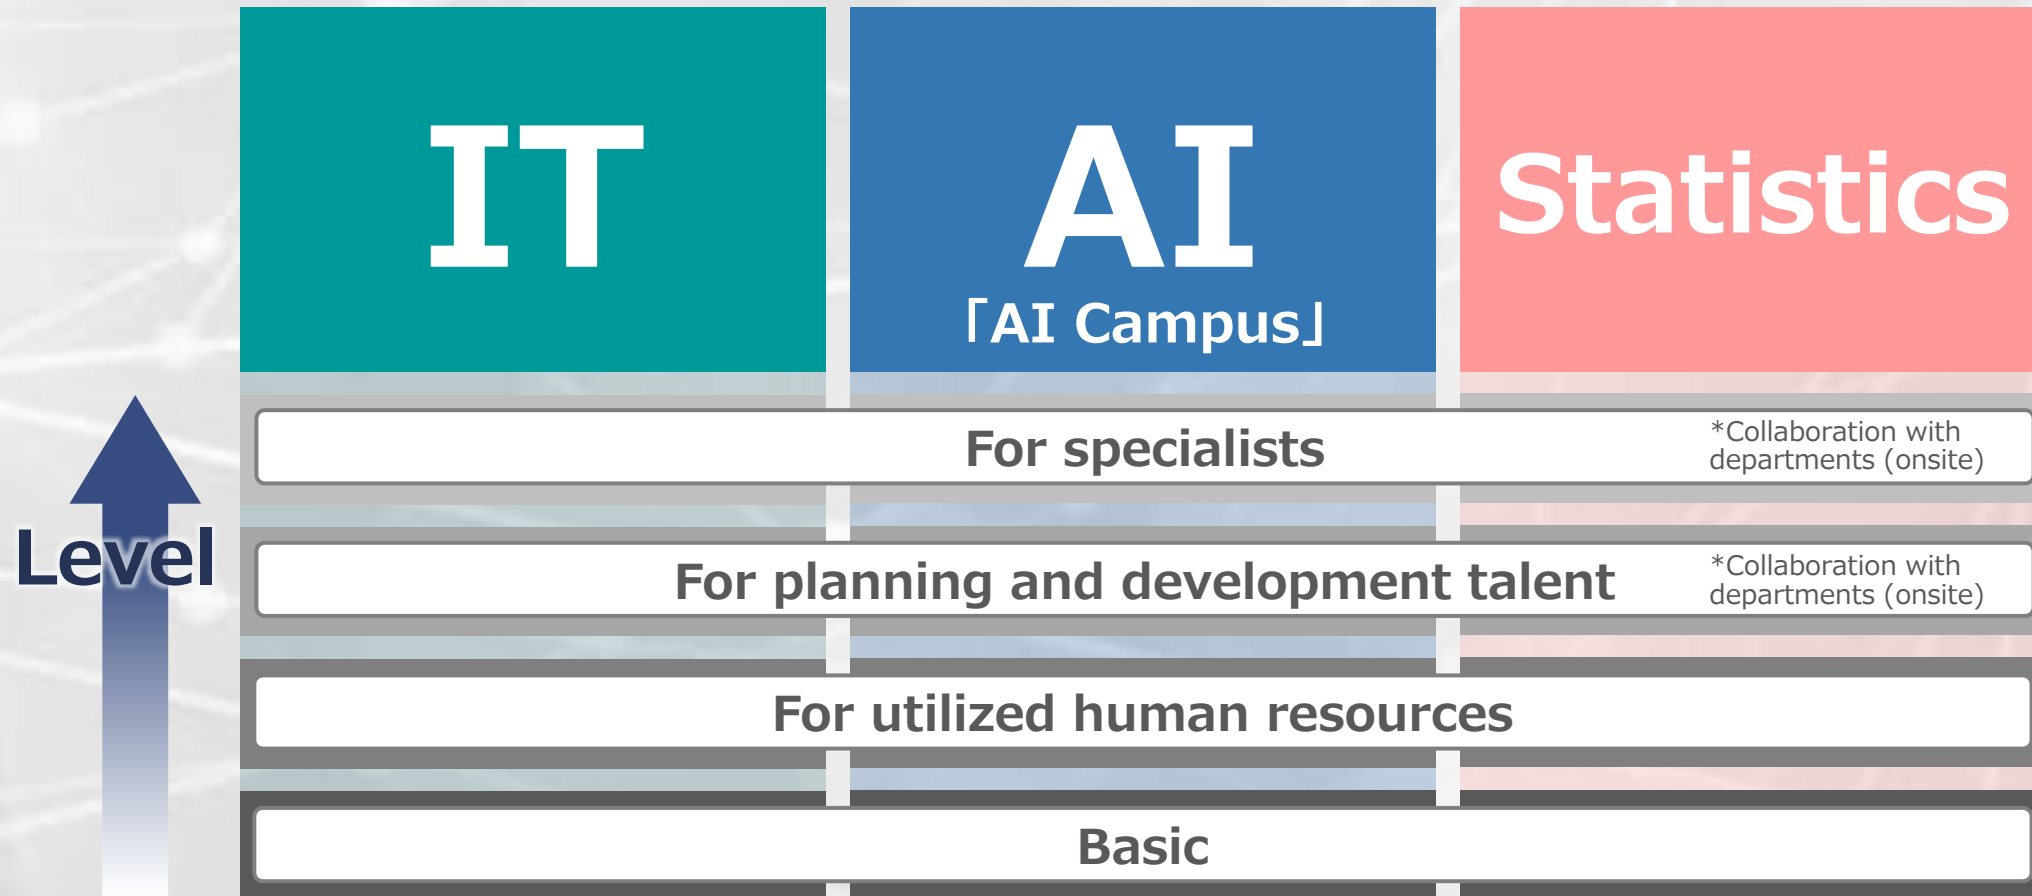 IT
AI
「AI Campus」
Statistics
Level
For specialists
*Collaboration with
departments (onsite)
For planning and development talent
*Collaboration with
departments (onsite)
For utilized human resources
Basic